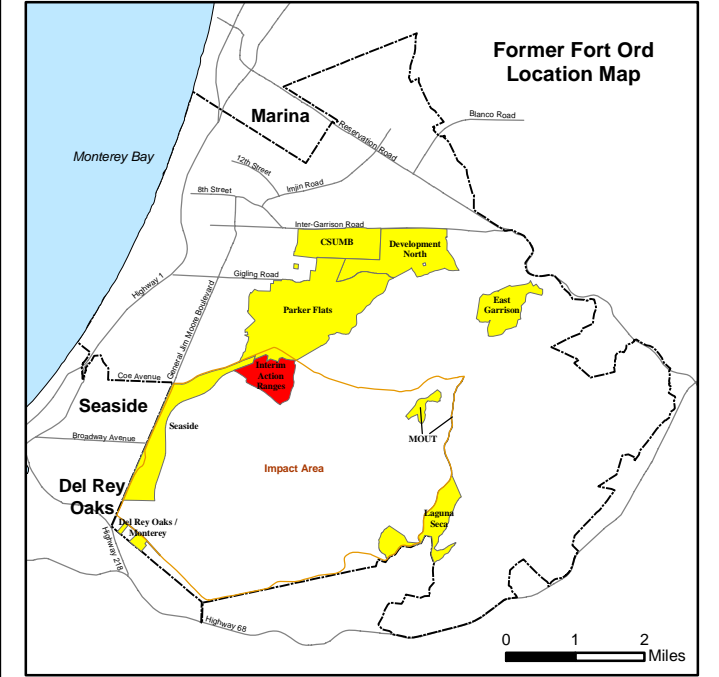 Former Fort Ord
Location Map
Marina
Blanco Road
Reservation Road
Monterey Bay
12th Street
Imjin Road
8th Street
Inter-Garrison Road
CSUMB
Development
North
Gigling Road
Highway 1
East
Garrison
General Jim Moore Boulevard
Parker Flats
Interim
Action
Ranges
Coe Avenue
Seaside
Seaside
Broadway Avenue
MOUT
Impact Area
Del Rey
Oaks
Laguna
Seca
Del Rey Oaks /
Monterey
Highway 218
Highway 68
0 1 2
Miles